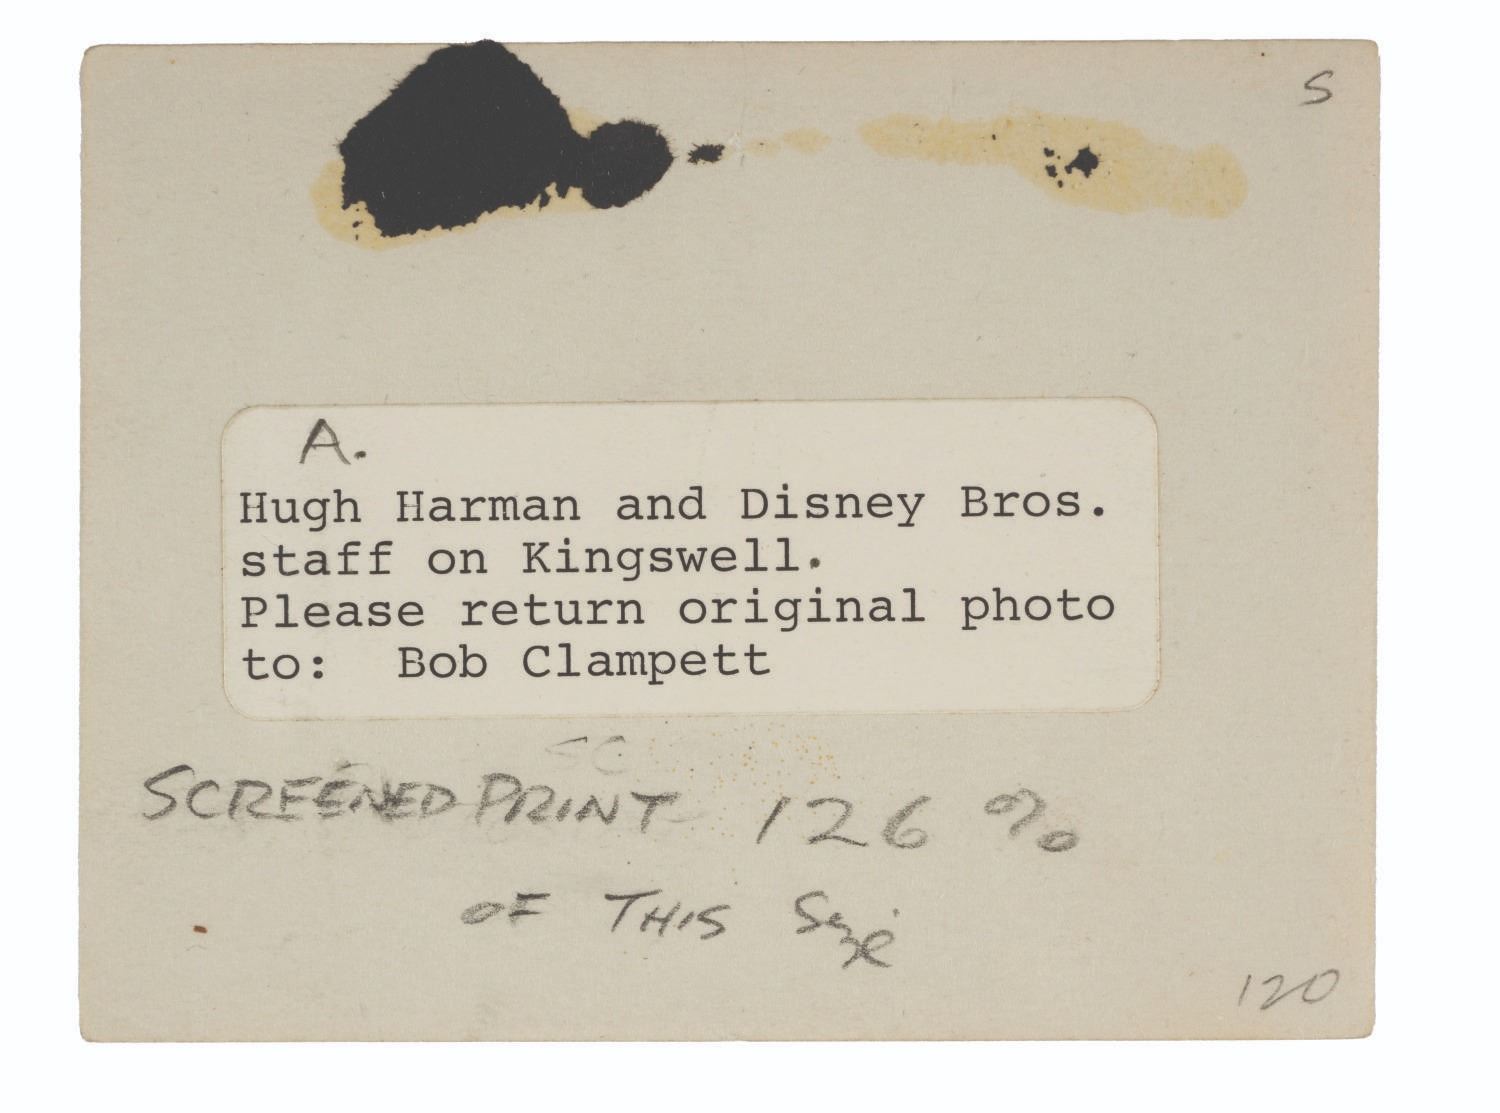 S
A.
Hugh Harman and Disney Bros.
staff on Kingswell.
Please return original photo
to:  Bob Clampett
SC
SCREENED PRINT 126 %
OF THIS Size
120